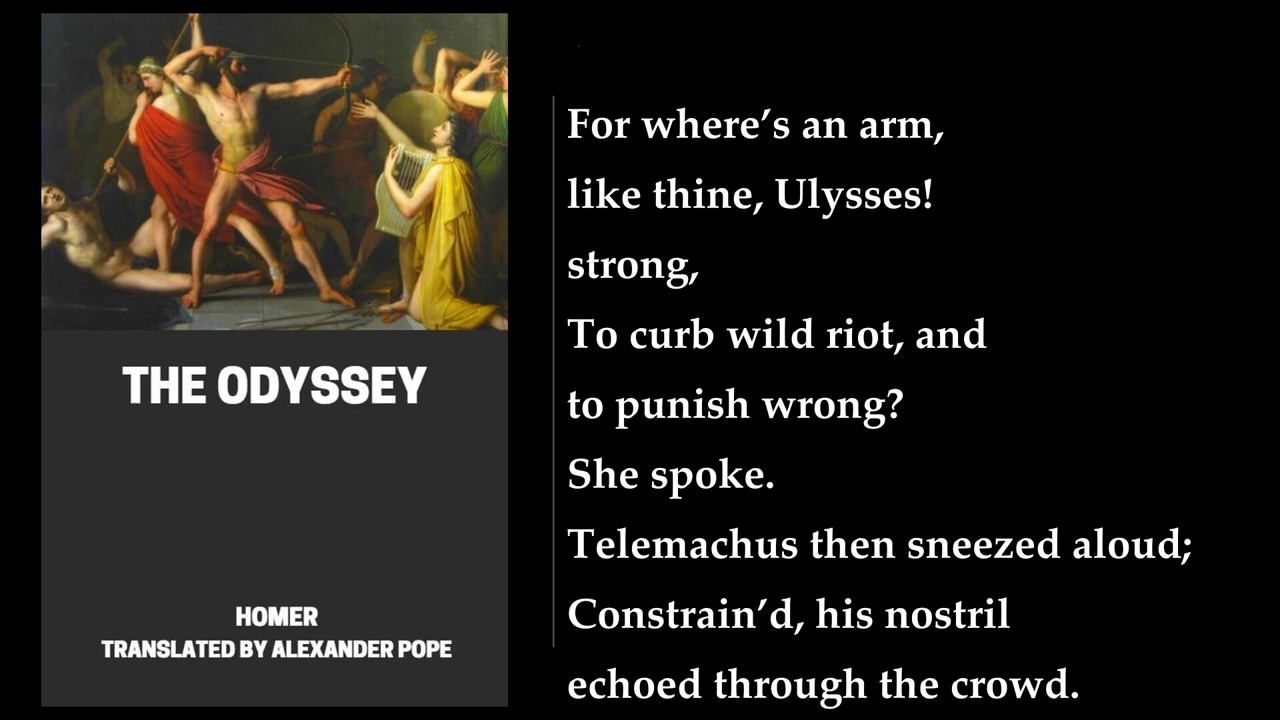 THE ODYSSEY
HOMER
TRANSLATED BY ALEXANDER POPE
For where’s an arm,
like thine, Ulysses!
strong,
To curb wild riot, and
to punish wrong?
She spoke.
Telemachus then sneezed aloud;
Constrain’d, his nostril
echoed through the crowd.